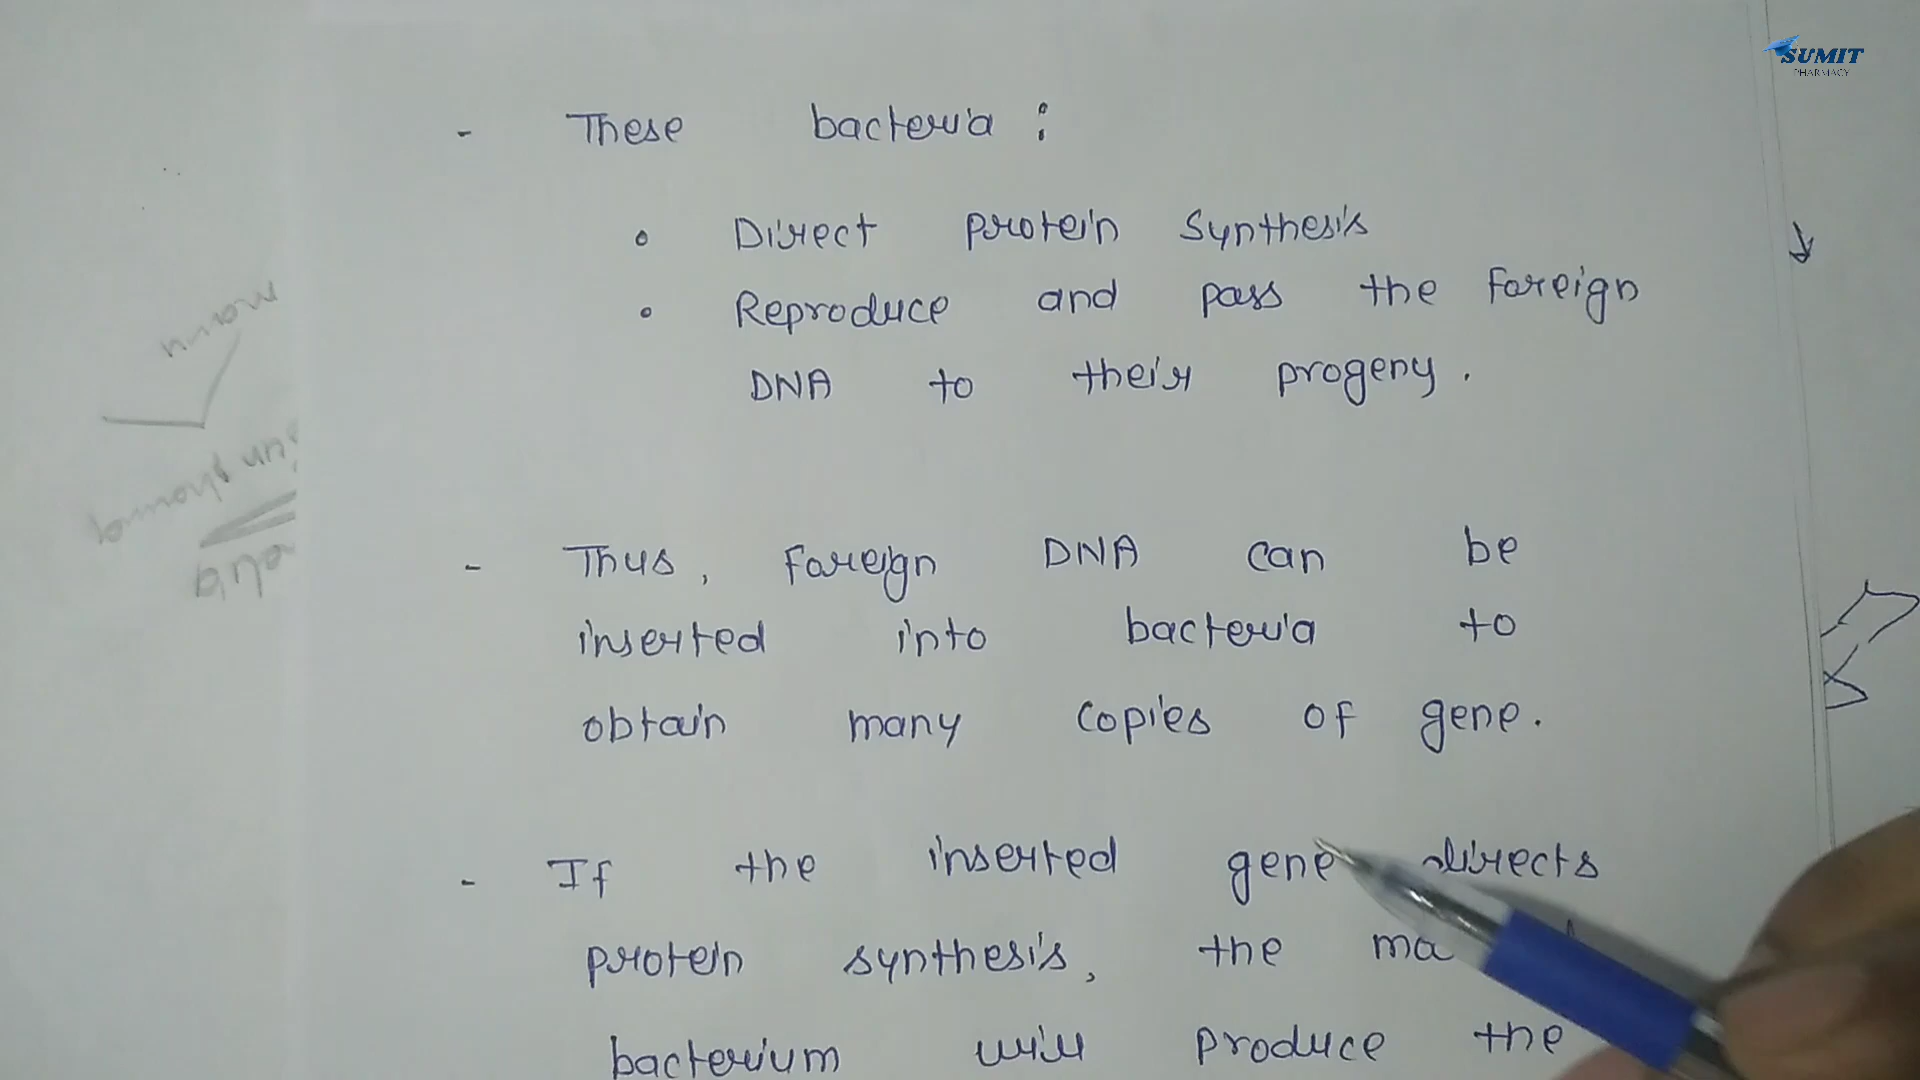 SUMIT
PHARMACY
- These bacteria :
• Direct protein synthesis
• Reproduce and pass the foreign
DNA to their progeny.
- Thus, foreign DNA can be
inserted into bacteria to
obtain many copies of gene.
- If the inserted gene directs
protein synthesis, the
bacterium will produce the